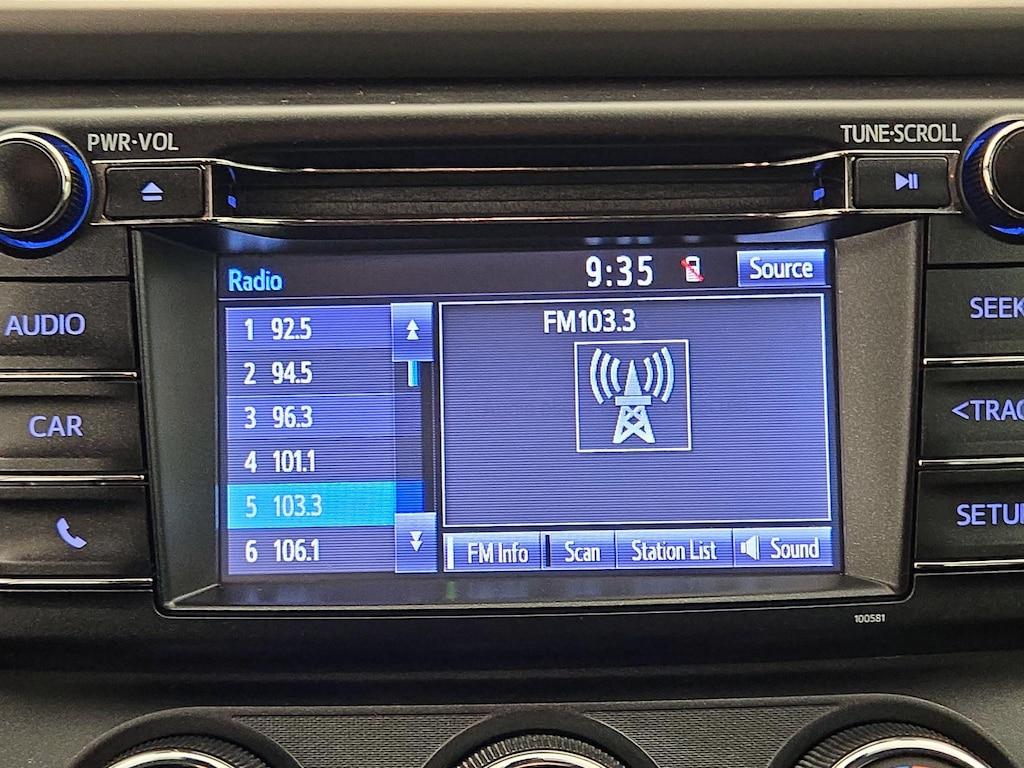 PWR·VOL
TUNE·SCROLL
Radio
9:35
Source
AUDIO
CAR
1 92.5
2 94.5
3 96.3
4 101.1
5 103.3
6 106.1
FM103.3
FM Info
Scan
Station List
Sound
SEEK
<TRAC
SETU
100581